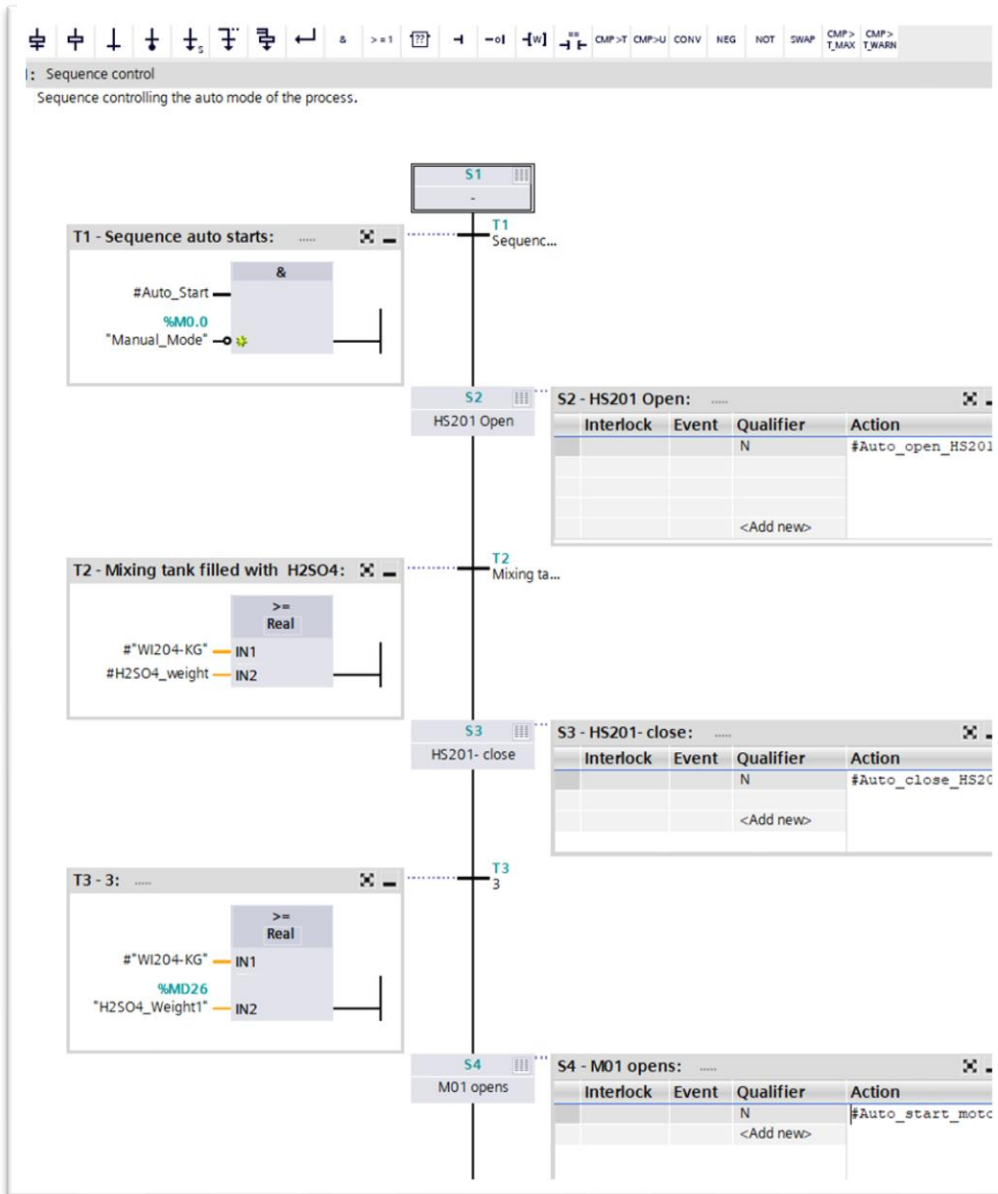 S & >=1 [??] [W] == CMP>T CMP>U CONV NEG NOT SWAP CMP> T_MAX CMP> T_WARN
: Sequence control
Sequence controlling the auto mode of the process.
S1
-
T1 - Sequence auto starts: .....
T1
Sequenc...
&
#Auto_Start
%M0.0
"Manual_Mode"
S2
HS201 Open
S2 - HS201 Open: .....
Interlock Event Qualifier Action
N #Auto_open_HS201
<Add new>
T2 - Mixing tank filled with H2SO4:
T2
Mixing ta...
>=
Real
#"WI204-KG" IN1
#H2SO4_weight IN2
S3
HS201- close
S3 - HS201- close: .....
Interlock Event Qualifier Action
N #Auto_close_HS20
<Add new>
T3 - 3: .....
T3
3
>=
Real
#"WI204-KG" IN1
%MD26
"H2SO4_Weight1" IN2
S4
M01 opens
S4 - M01 opens: .....
Interlock Event Qualifier Action
N #Auto_start_moto
<Add new>